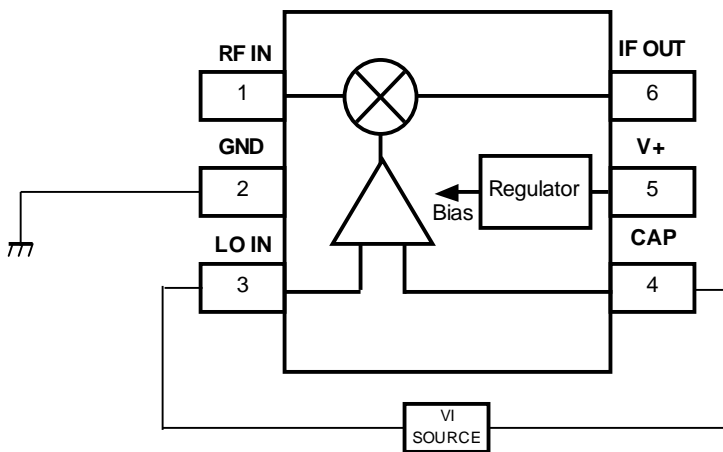 RF IN
1
GND
2
LO IN
3
IF OUT
6
V+
5
CAP
4
Regulator
Bias
VI
SOURCE